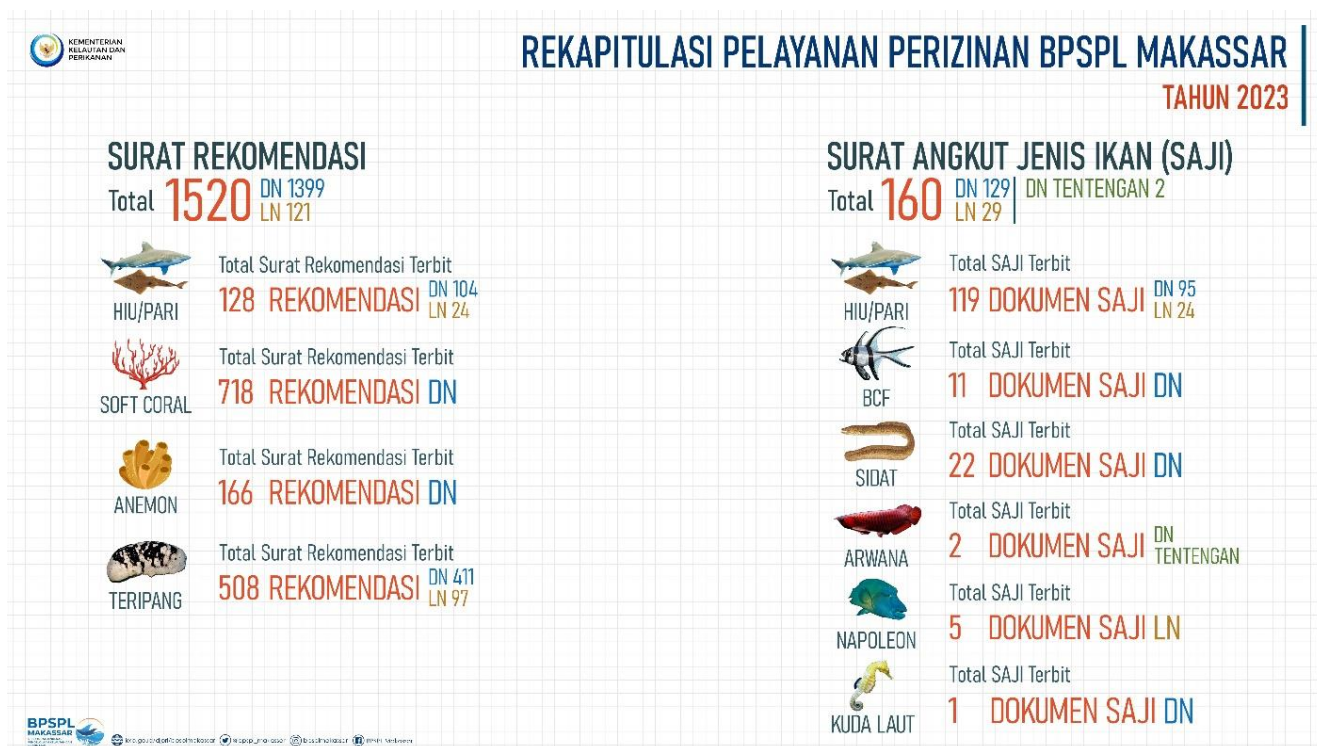 KEMENTERIAN
KELAUTAN DAN
PERIKANAN
REKAPITULASI PELAYANAN PERIZINAN BPSPL MAKASSAR
TAHUN 2023
SURAT REKOMENDASI
Total 1520 DN 1399
LN 121
HIU/PARI
Total Surat Rekomendasi Terbit
128 REKOMENDASI DN 104
LN 24
SOFT CORAL
Total Surat Rekomendasi Terbit
718 REKOMENDASI DN
ANEMON
Total Surat Rekomendasi Terbit
166 REKOMENDASI DN
TERIPANG
Total Surat Rekomendasi Terbit
508 REKOMENDASI DN 411
LN 97
SURAT ANGKUT JENIS IKAN (SAJI)
Total 160 DN 129 DN TENTENGAN 2
LN 29
HIU/PARI
Total SAJI Terbit
119 DOKUMEN SAJI DN 95
LN 24
BCF
Total SAJI Terbit
11 DOKUMEN SAJI DN
SIDAT
Total SAJI Terbit
22 DOKUMEN SAJI DN
ARWANA
Total SAJI Terbit
2 DOKUMEN SAJI DN
TENTENGAN
NAPOLEON
Total SAJI Terbit
5 DOKUMEN SAJI LN
KUDA LAUT
Total SAJI Terbit
1 DOKUMEN SAJI DN
BPSPL
MAKASSAR